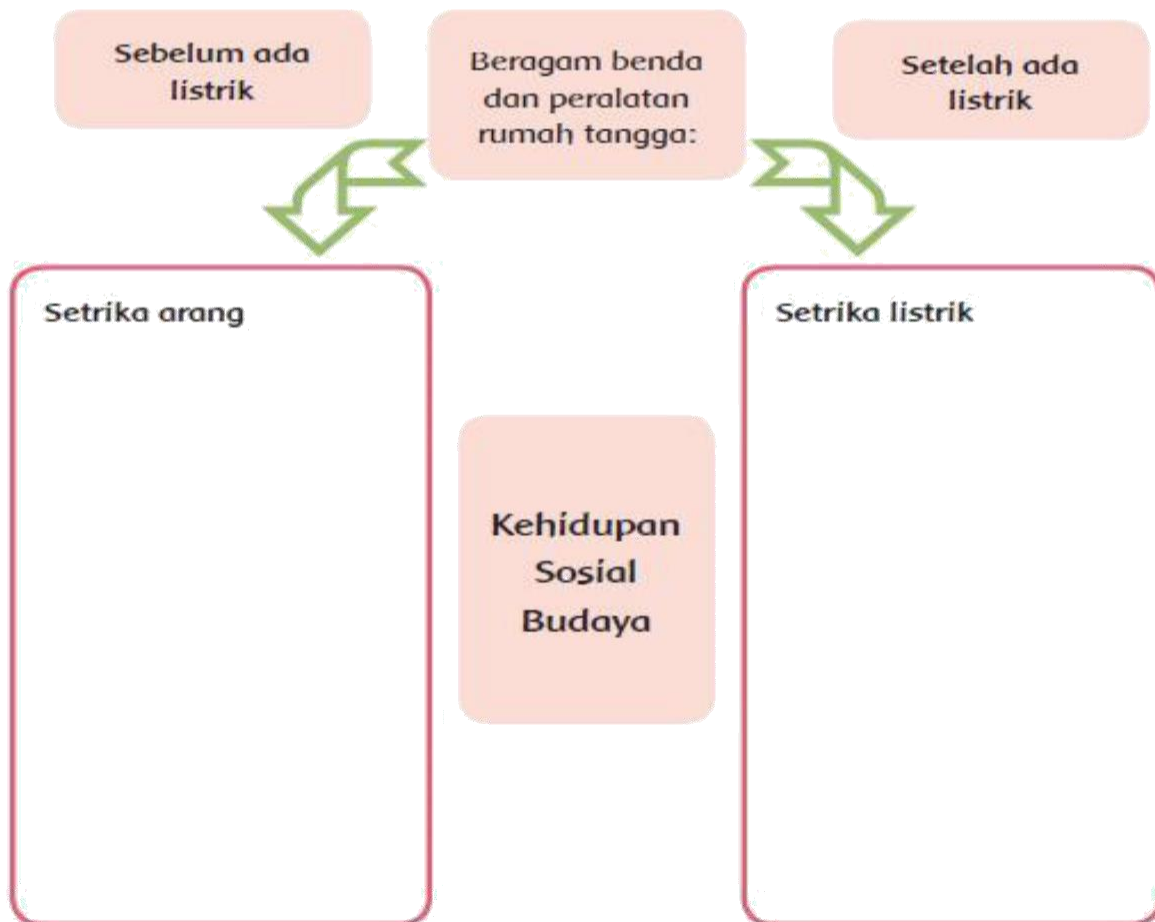 Sebelum ada
listrik
Beragam benda
dan peralatan
rumah tangga:
Setelah ada
listrik
Setrika arang
Setrika listrik
Kehidupan
Sosial
Budaya